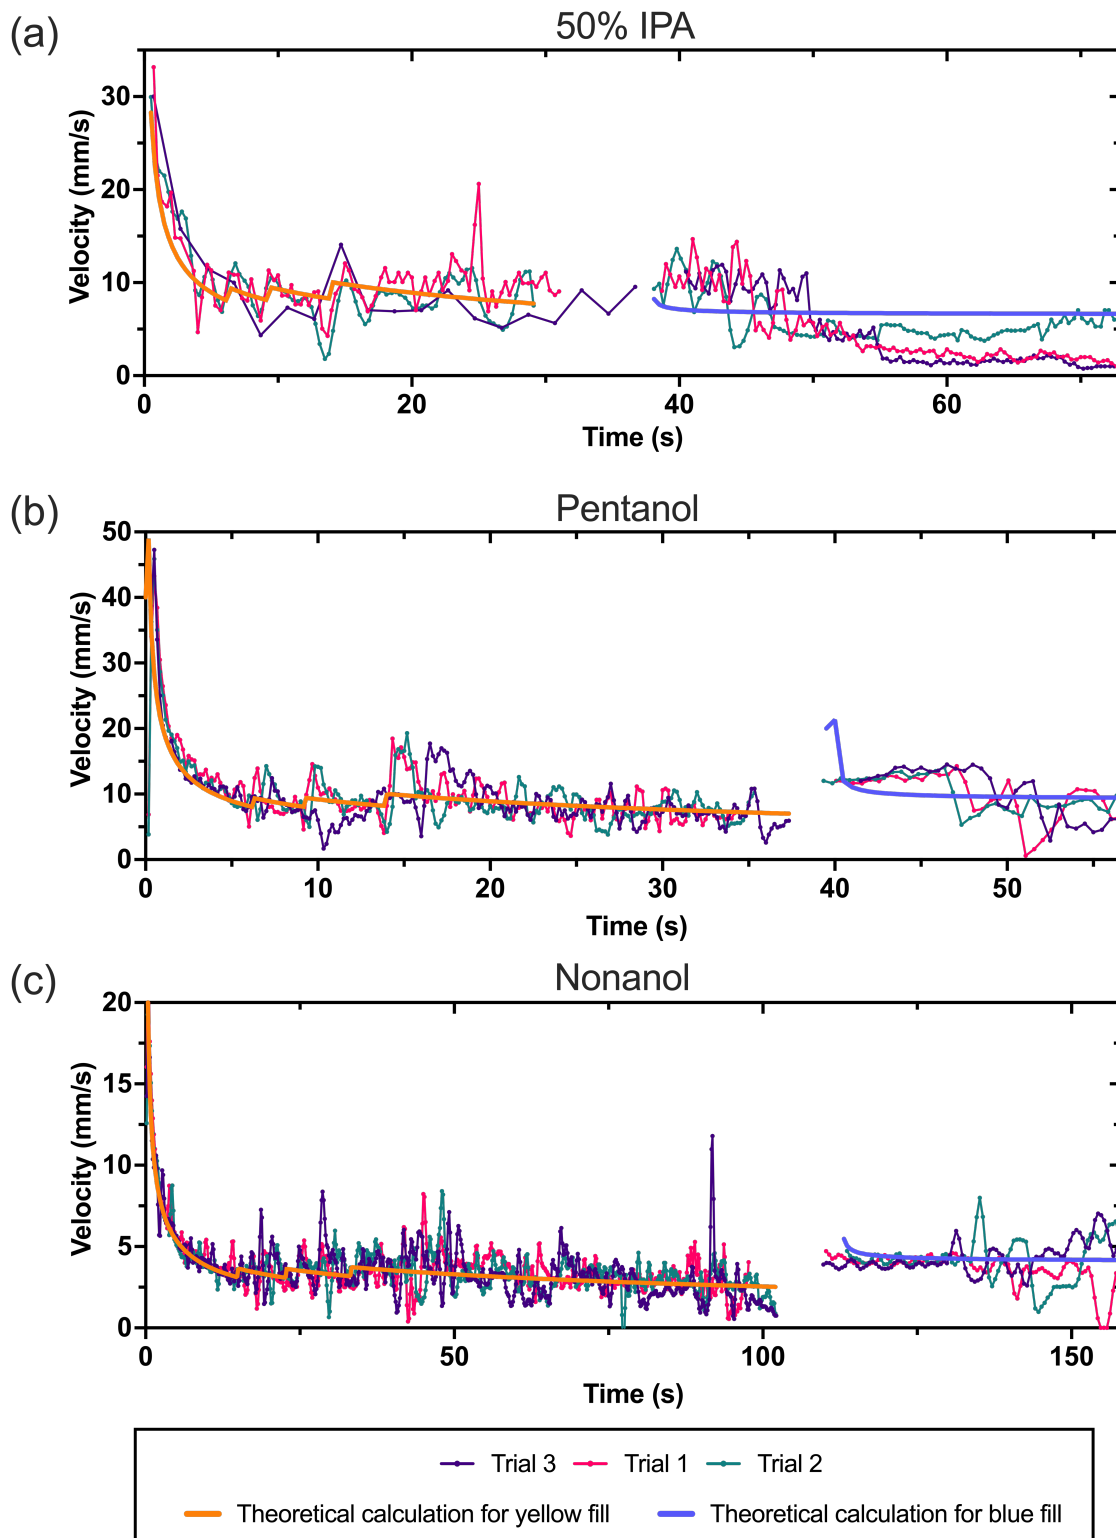 (a)
50% IPA
Velocity (mm/s)
30
20
10
0
0 20 40 60
Time (s)
(b)
Pentanol
Velocity (mm/s)
50
40
30
20
10
0
0 10 20 30 40 50
Time (s)
(c)
Nonanol
Velocity (mm/s)
20
15
10
5
0
0 50 100 150
Time (s)
Trial 3 Trial 1 Trial 2
Theoretical calculation for yellow fill Theoretical calculation for blue fill